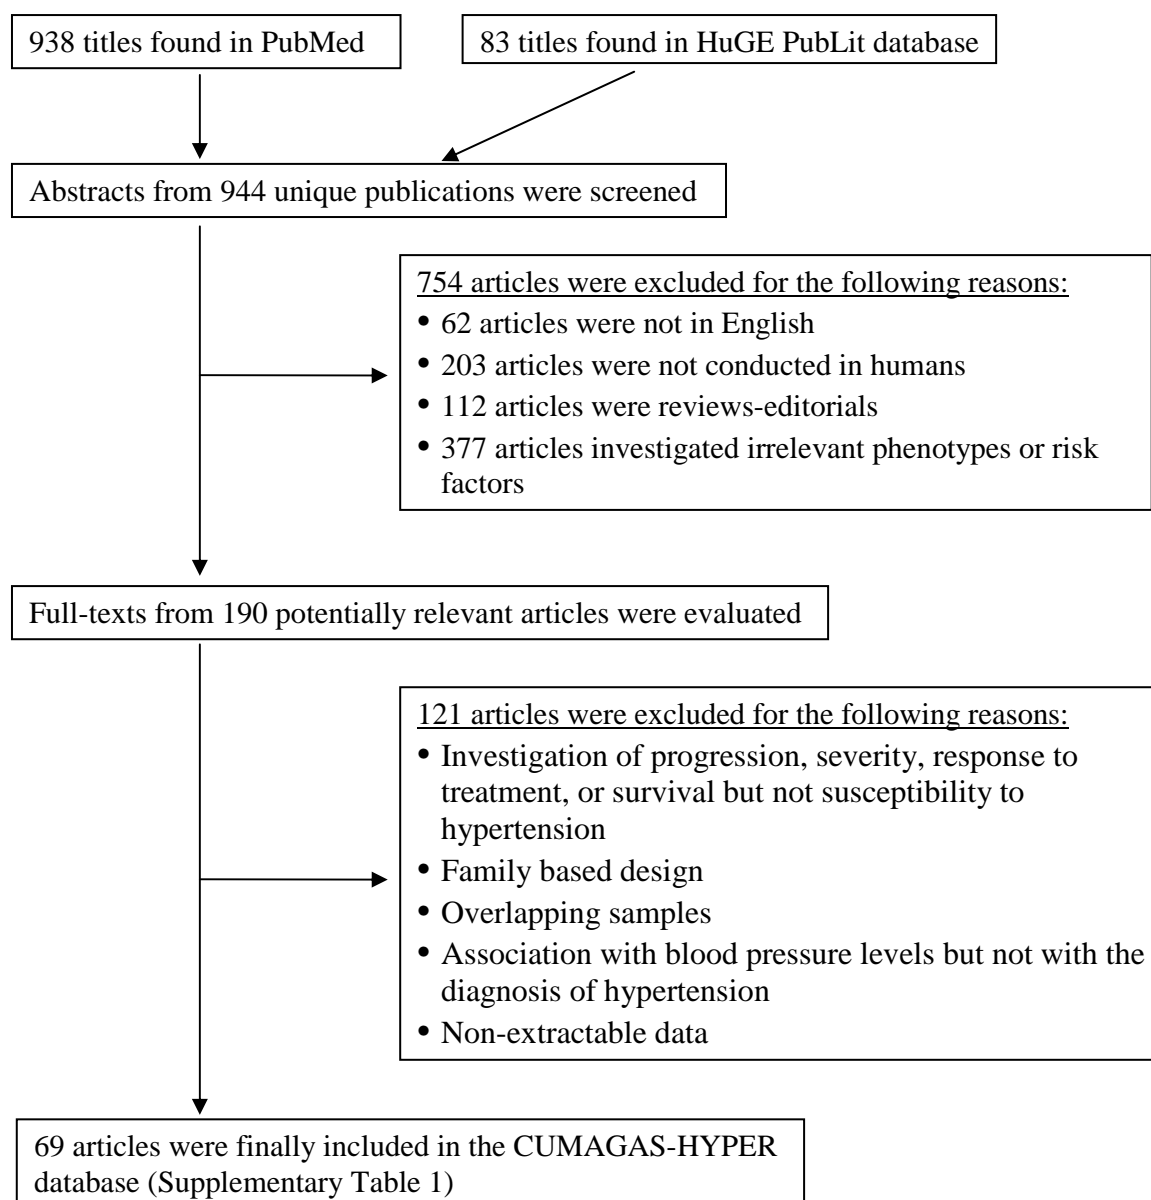 938 titles found in PubMed
83 titles found in HuGE PubLit database
Abstracts from 944 unique publications were screened
754 articles were excluded for the following reasons:
• 62 articles were not in English
• 203 articles were not conducted in humans
• 112 articles were reviews-editorials
• 377 articles investigated irrelevant phenotypes or risk
factors
Full-texts from 190 potentially relevant articles were evaluated
121 articles were excluded for the following reasons:
• Investigation of progression, severity, response to
treatment, or survival but not susceptibility to
hypertension
• Family based design
• Overlapping samples
• Association with blood pressure levels but not with the
diagnosis of hypertension
• Non-extractable data
69 articles were finally included in the CUMAGAS-HYPER
database (Supplementary Table 1)